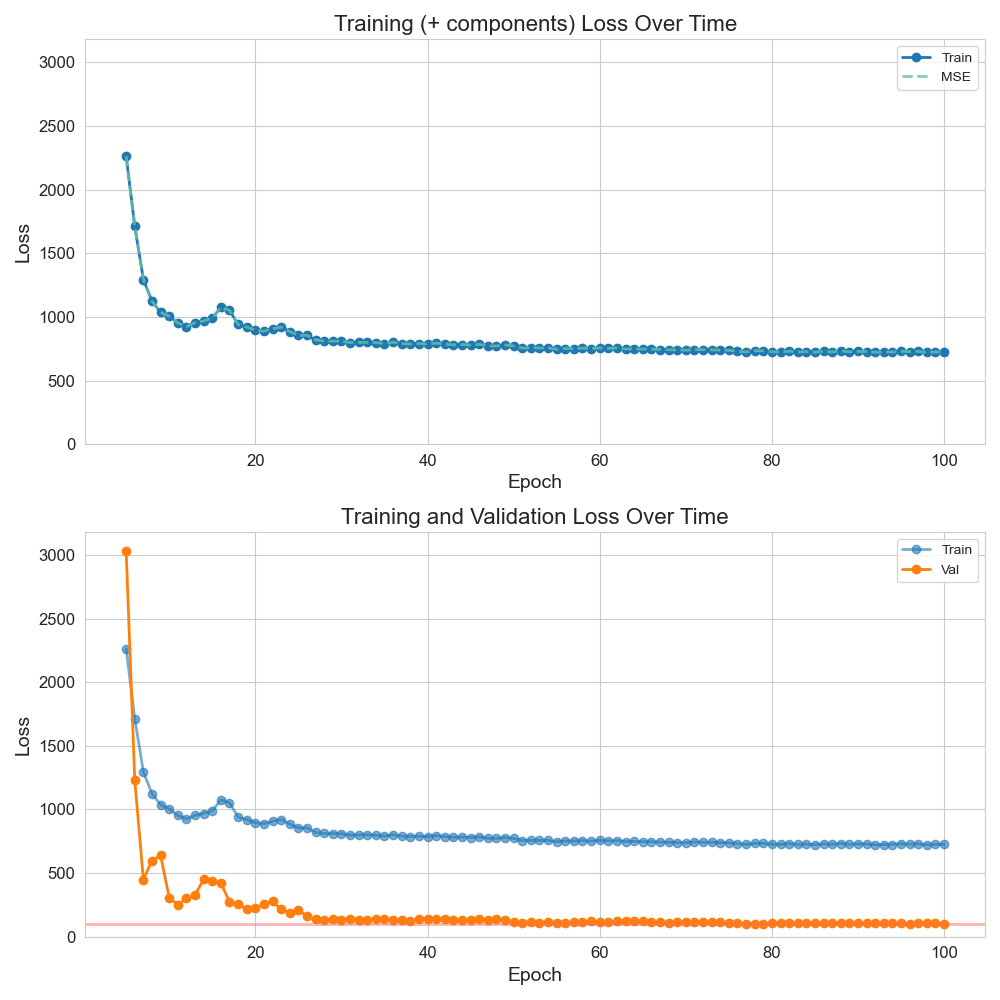 Training (+ components) Loss Over Time
3000
2500
2000
1500
1000
500
0
Loss
Train
MSE
20 40 60 80 100
Epoch
Training and Validation Loss Over Time
3000
2500
2000
1500
1000
500
0
Loss
Train
Val
20 40 60 80 100
Epoch